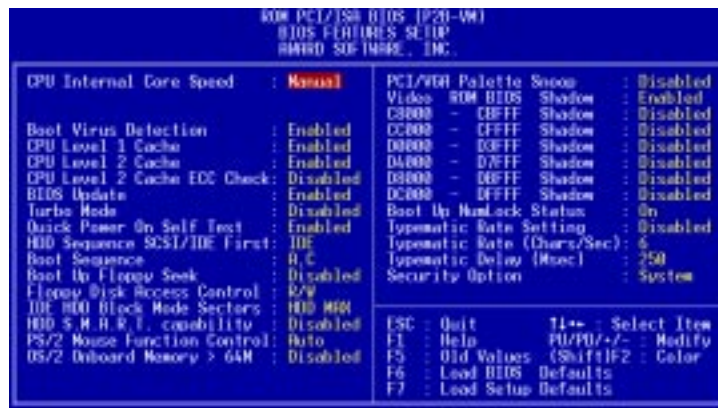 ROM PCI/ISA BIOS (P2B-VM)
BIOS FEATURES SETUP
AWARD SOFTWARE, INC.
CPU Internal Core Speed : Manual
Boot Virus Detection : Enabled
CPU Level 1 Cache : Enabled
CPU Level 2 Cache : Enabled
CPU Level 2 Cache ECC Check: Disabled
BIOS Update : Enabled
Turbo Mode : Disabled
Quick Power On Self Test : Enabled
HDD Sequence SCSI/IDE First: IDE
Boot Sequence : A,C
Boot Up Floppy Seek : Disabled
Floppy Disk Access Control : R/W
IDE HDD Block Mode Sectors : HDD MAX
HDD S.M.A.R.T. capability : Disabled
PS/2 Mouse Function Control: Auto
OS/2 Onboard Memory > 64M : Disabled
PCI/VGA Palette Snoop : Disabled
Video ROM BIOS Shadow : Enabled
C8000 - CBFFF Shadow : Disabled
CC000 - CFFFF Shadow : Disabled
D0000 - D3FFF Shadow : Disabled
D4000 - D7FFF Shadow : Disabled
D8000 - DBFFF Shadow : Disabled
DC000 - DFFFF Shadow : Disabled
Boot Up NumLock Status : On
Typematic Rate Setting : Disabled
Typematic Rate (Chars/Sec): 6
Typematic Delay (Msec) : 250
Security Option : System
ESC : Quit ↑↓→← : Select Item
F1 : Help PU/PD/+/- : Modify
F5 : Old Values (Shift)F2 : Color
F6 : Load BIOS Defaults
F7 : Load Setup Defaults